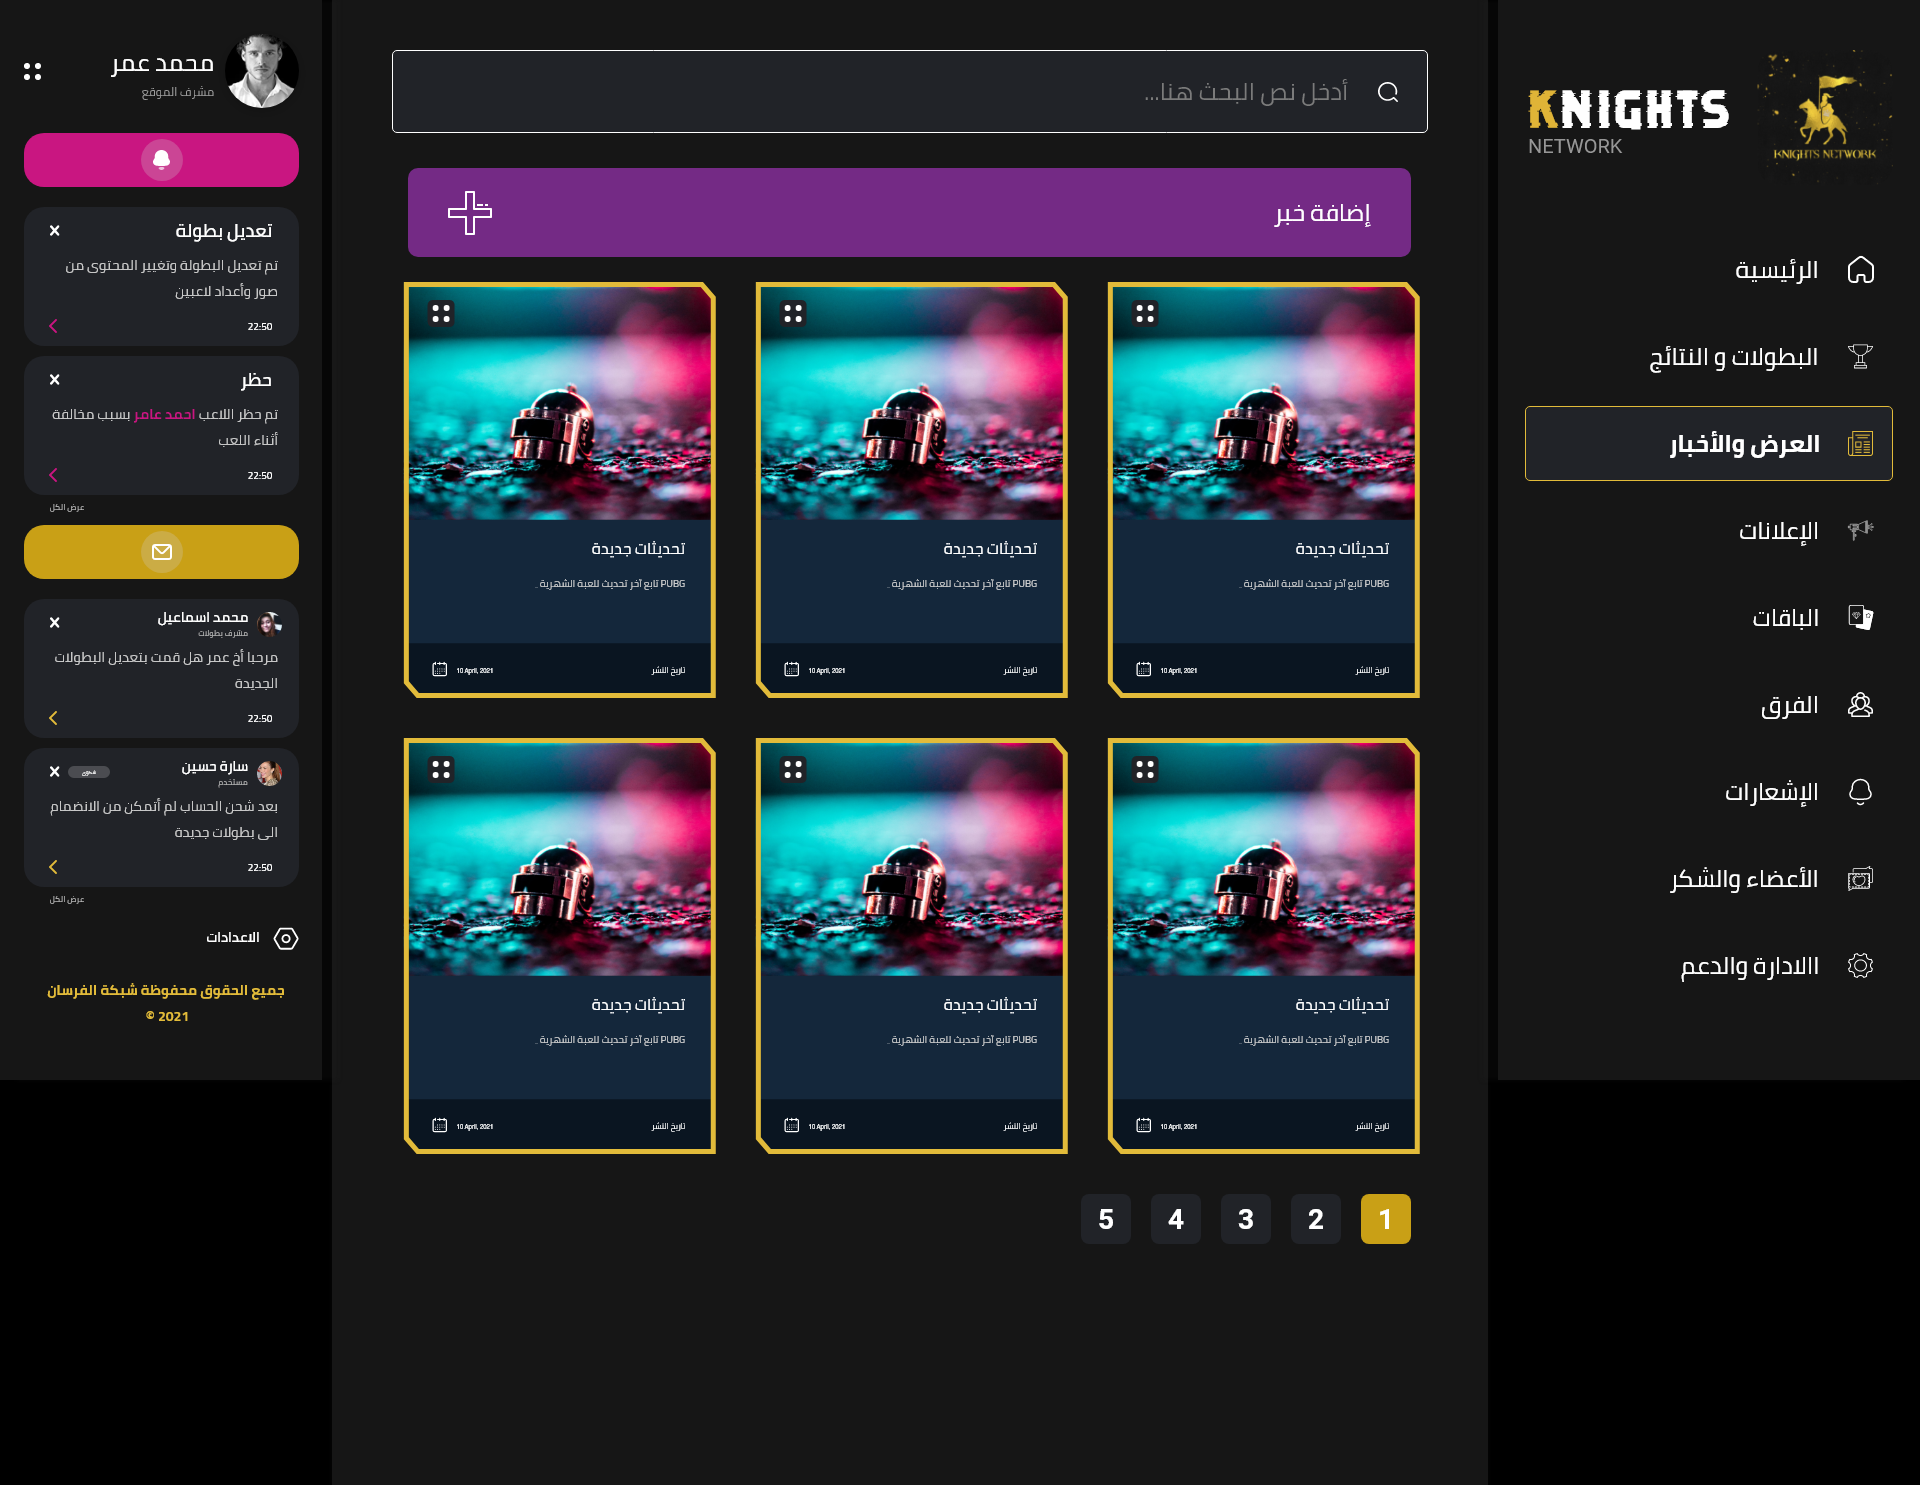 KNIGHTS
NETWORK
KNIGHTS NETWORK
الرئيسية
البطولات و النتائج
العرض والأخبار
الإعلانات
الباقات
الفرق
الإشعارات
الأعضاء والشكر
االادارة والدعم
أدخل نص البحث هنا...
إضافة خبر
تحديثات جديدة
PUBG تابع آخر تحديث للعبة الشهرية ..
تاريخ النشر
10 April, 2021
تحديثات جديدة
PUBG تابع آخر تحديث للعبة الشهرية ..
تاريخ النشر
10 April, 2021
تحديثات جديدة
PUBG تابع آخر تحديث للعبة الشهرية ..
تاريخ النشر
10 April, 2021
تحديثات جديدة
PUBG تابع آخر تحديث للعبة الشهرية ..
تاريخ النشر
10 April, 2021
تحديثات جديدة
PUBG تابع آخر تحديث للعبة الشهرية ..
تاريخ النشر
10 April, 2021
تحديثات جديدة
PUBG تابع آخر تحديث للعبة الشهرية ..
تاريخ النشر
10 April, 2021
1 2 3 4 5
محمد عمر
مشرف الموقع
تعديل بطولة
تم تعديل البطولة وتغيير المحتوى من
صور وأعداد لاعبين
22:50
حظر
تم حظر اللاعب احمد عامر بسبب مخالفة
أثناء اللعب
22:50
عرض الكل
محمد اسماعيل
مشرف بطولات
مرحبا أخ عمر هل قمت بتعديل البطولات
الجديدة
22:50
سارة حسين
مستخدم
شكوى
بعد شحن الحساب لم أتمكن من الانضمام
الى بطولات جديدة
22:50
عرض الكل
الاعدادات
جميع الحقوق محفوظة شبكة الفرسان
© 2021